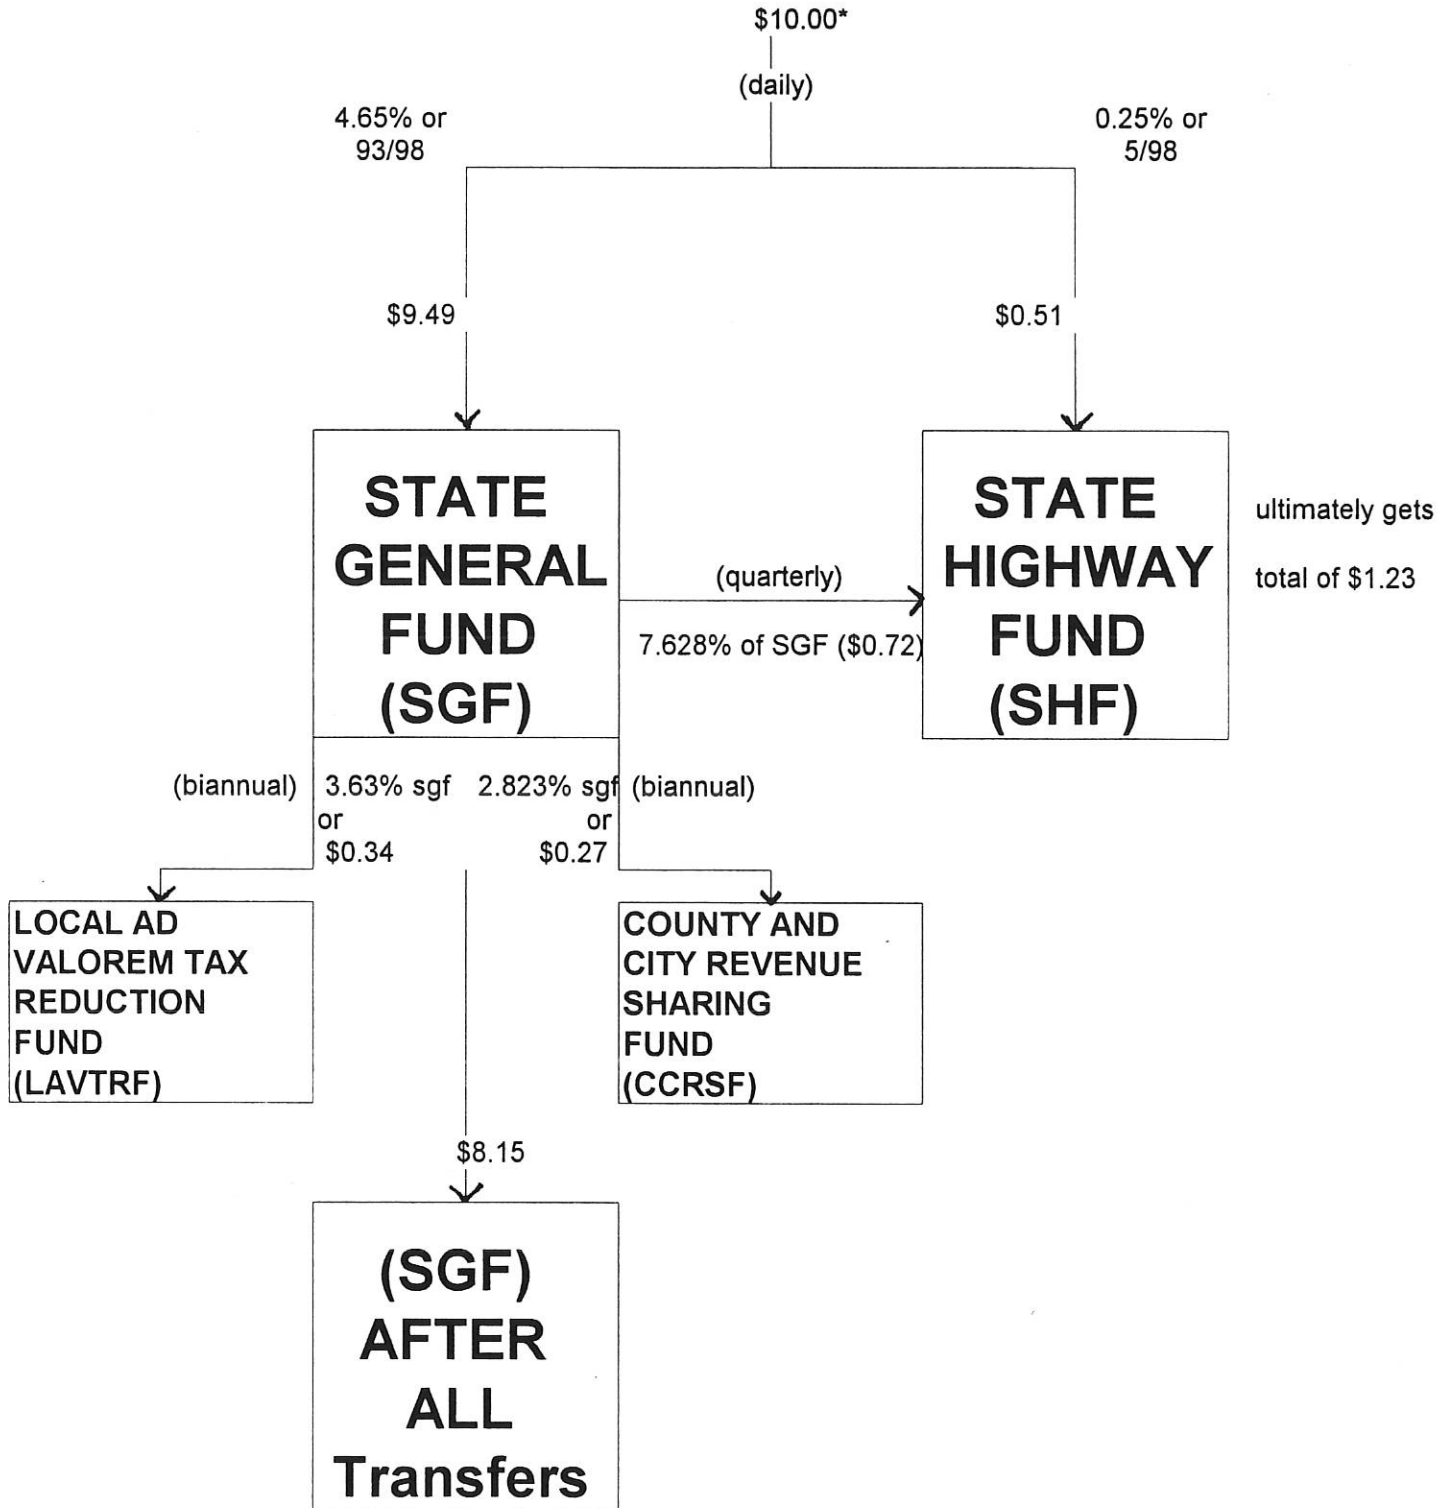 $10.00*
(daily)
4.65% or
93/98
0.25% or
5/98
$9.49
$0.51
STATE
GENERAL
FUND
(SGF)
(quarterly)
7.628% of SGF ($0.72)
STATE
HIGHWAY
FUND
(SHF)
ultimately gets
total of $1.23
(biannual)
3.63% sgf
or
$0.34
2.823% sgf
or
$0.27
(biannual)
LOCAL AD
VALOREM TAX
REDUCTION
FUND
(LAVTRF)
COUNTY AND
CITY REVENUE
SHARING
FUND
(CCRSF)
$8.15
(SGF)
AFTER
ALL
Transfers